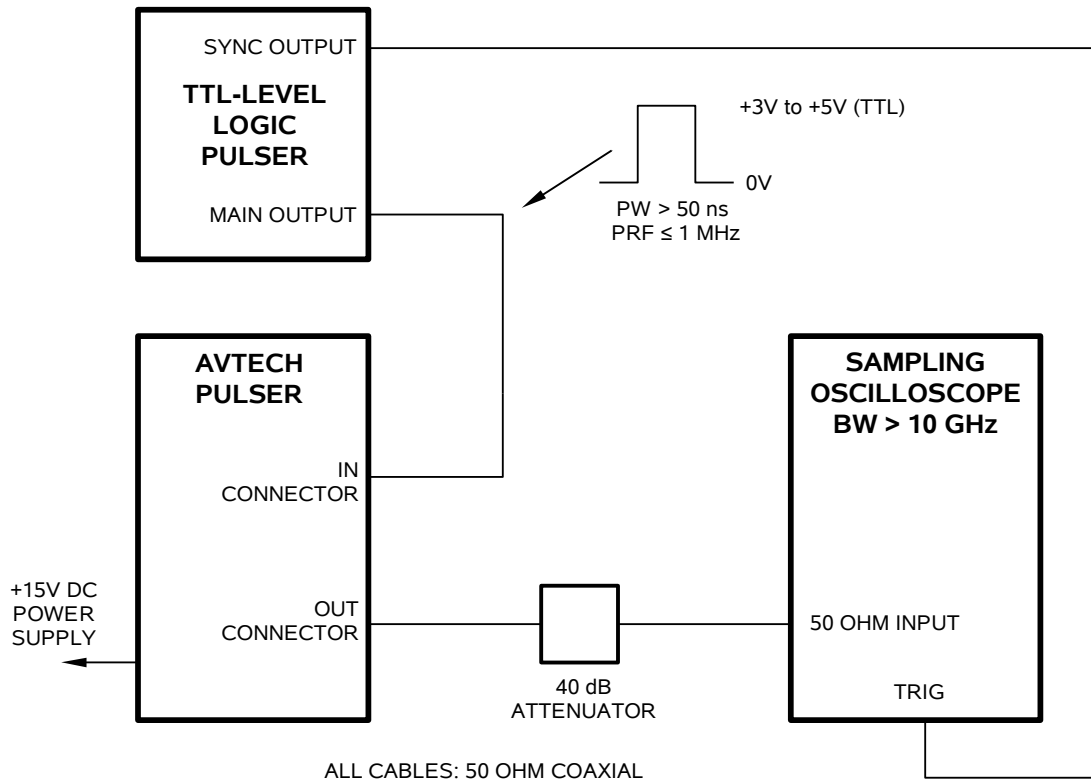 SYNC OUTPUT
TTL-LEVEL
LOGIC
PULSER
MAIN OUTPUT
+3V to +5V (TTL)
0V
PW > 50 ns
PRF ≤ 1 MHz
AVTECH
PULSER
IN
CONNECTOR
OUT
CONNECTOR
+15V DC
POWER
SUPPLY
40 dB
ATTENUATOR
SAMPLING
OSCILLOSCOPE
BW > 10 GHz
50 OHM INPUT
TRIG
ALL CABLES: 50 OHM COAXIAL